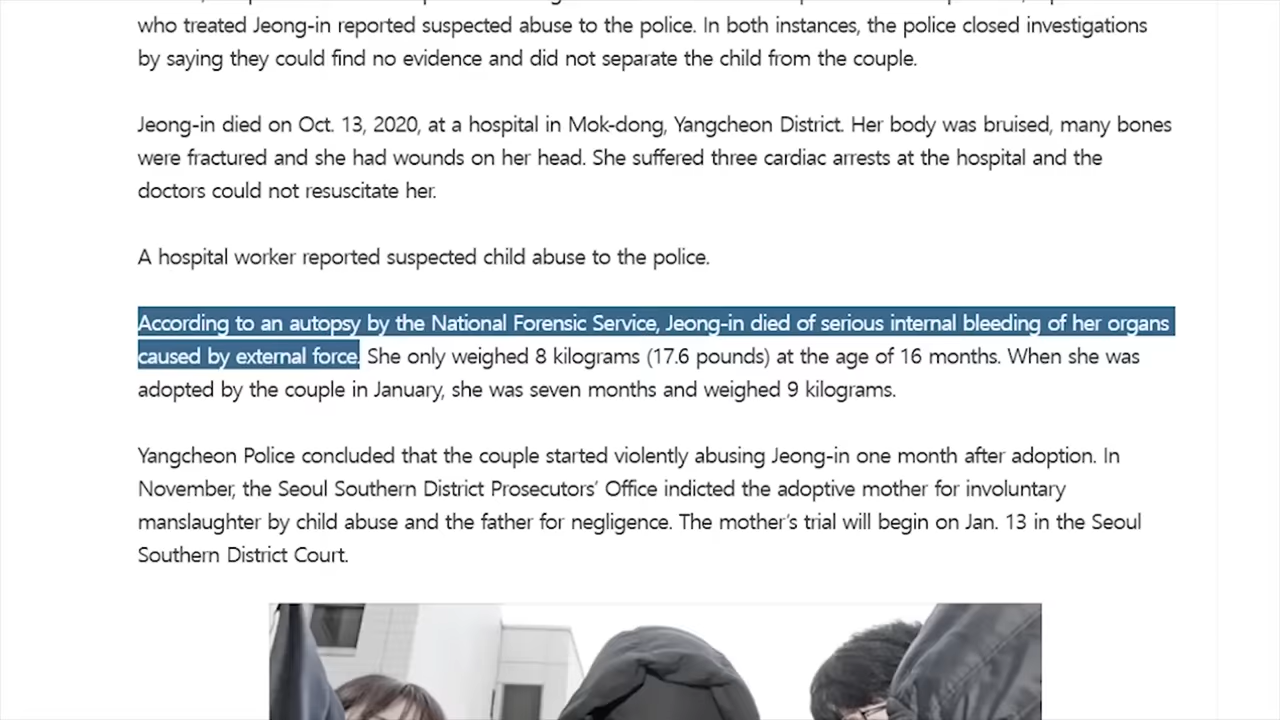 who treated Jeong-in reported suspected abuse to the police. In both instances, the police closed investigations
by saying they could find no evidence and did not separate the child from the couple.
Jeong-in died on Oct. 13, 2020, at a hospital in Mok-dong, Yangcheon District. Her body was bruised, many bones
were fractured and she had wounds on her head. She suffered three cardiac arrests at the hospital and the
doctors could not resuscitate her.
A hospital worker reported suspected child abuse to the police.
According to an autopsy by the National Forensic Service, Jeong-in died of serious internal bleeding of her organs
caused by external force. She only weighed 8 kilograms (17.6 pounds) at the age of 16 months. When she was
adopted by the couple in January, she was seven months and weighed 9 kilograms.
Yangcheon Police concluded that the couple started violently abusing Jeong-in one month after adoption. In
November, the Seoul Southern District Prosecutors' Office indicted the adoptive mother for involuntary
manslaughter by child abuse and the father for negligence. The mother's trial will begin on Jan. 13 in the Seoul
Southern District Court.